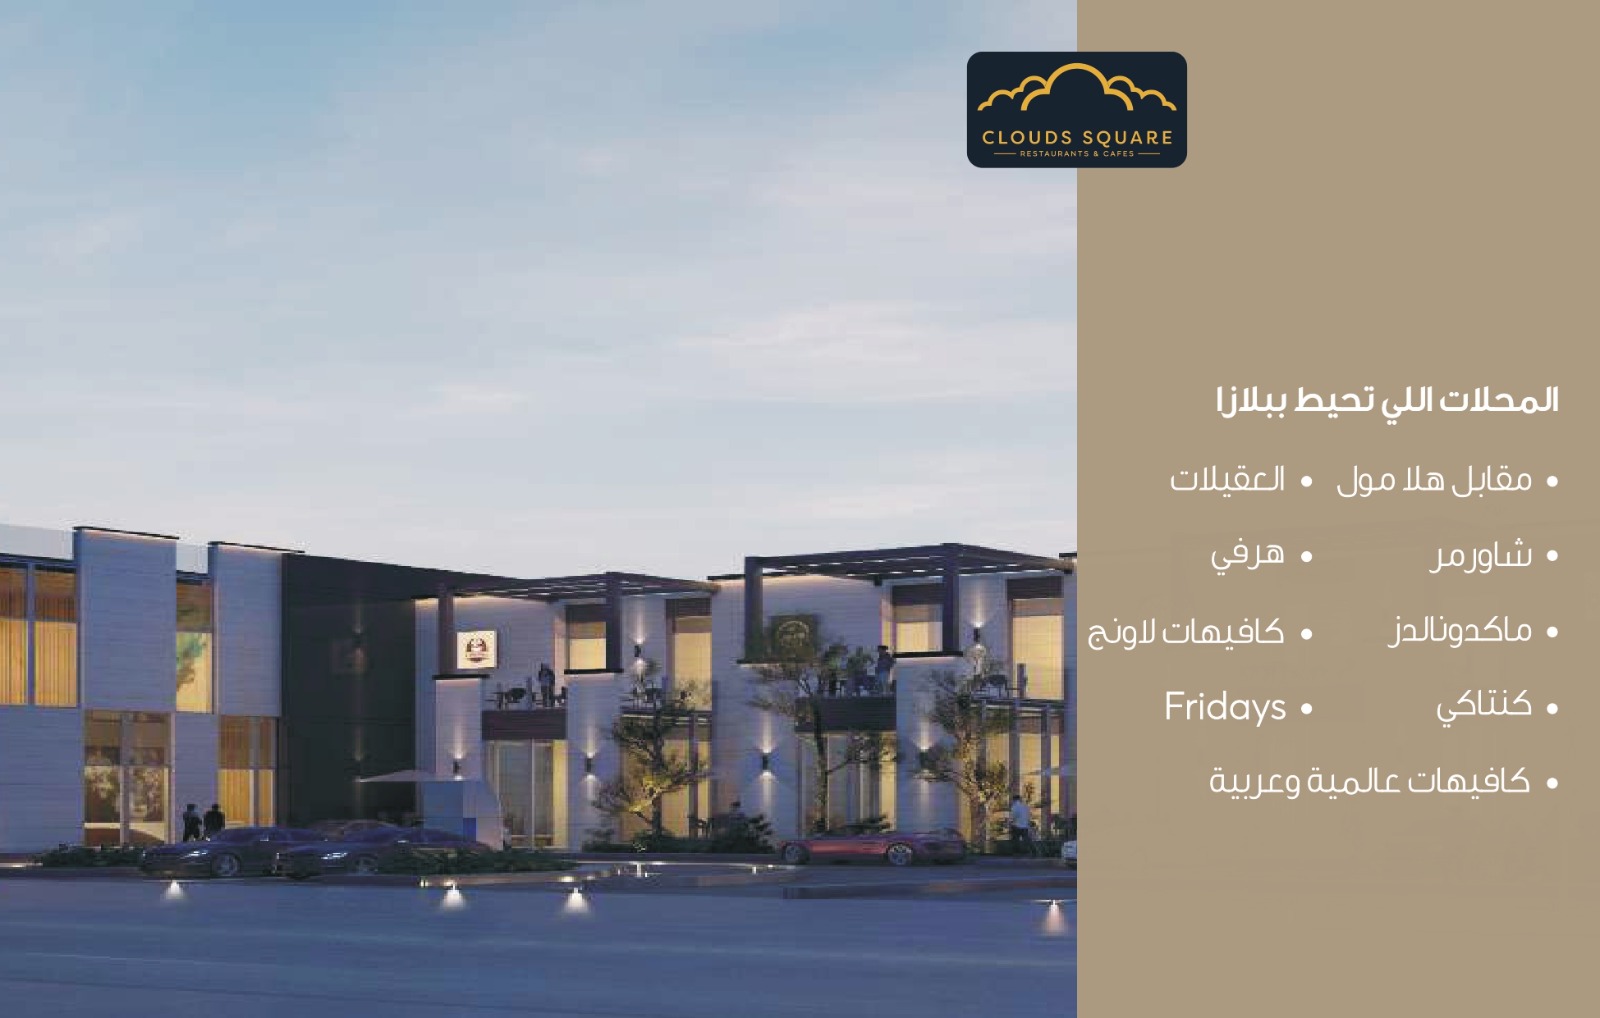 CLOUDS SQUARE
RESTAURANTS & CAFES
المحلات اللي تحيط ببلازا
• مقابل هلا مول
• العقيلات
• شاورمر
• هرفي
• ماكدونالدز
• كافيهات لاونج
• كنتاكي
• Fridays
• كافيهات عالمية وعربية